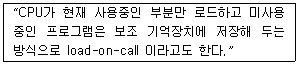 “CPU가 현재 사용중인 부분만 로드하고 미사용
중인 프로그램은 보조 기억장치에 저장해 두는
방식으로 load-on-call 이라고도 한다.”